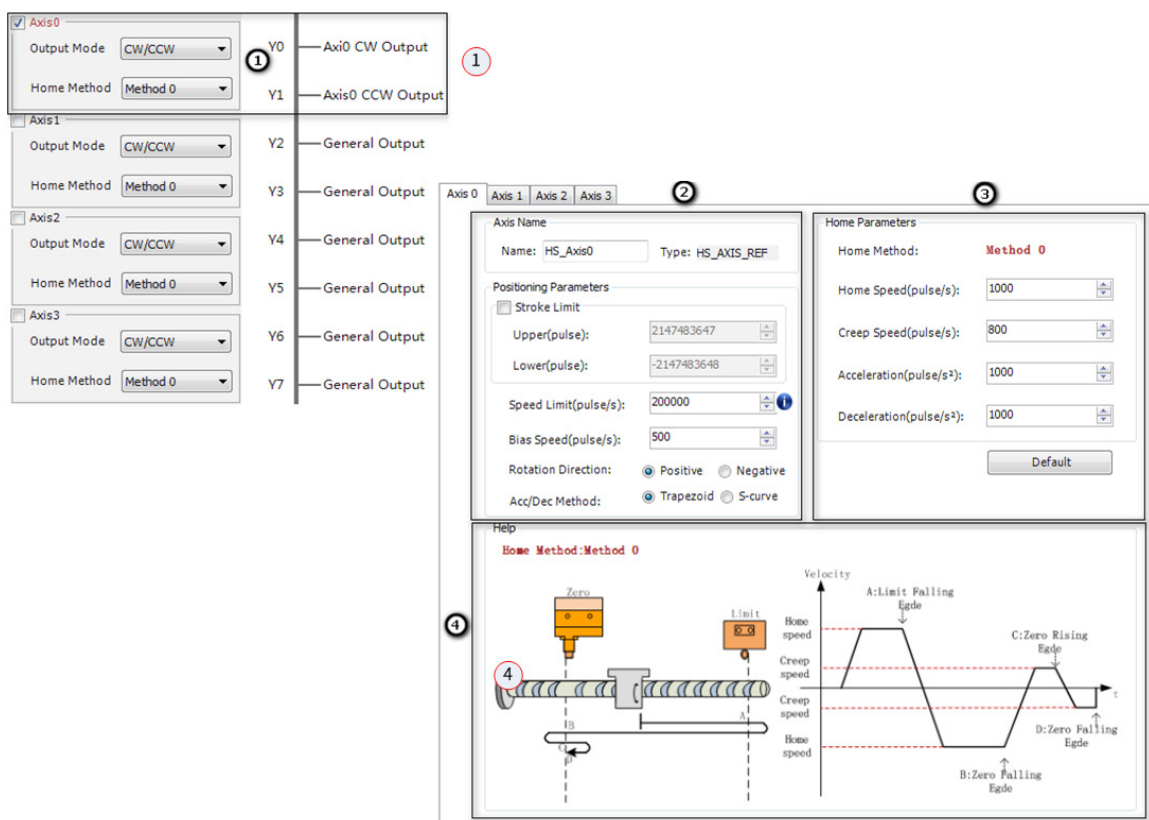 Axis0
Output Mode CW/CCW
Home Method Method 0
1
Y0 Axi0 CW Output
1
Y1 Axis0 CCW Output
Axis1
Output Mode CW/CCW
Home Method Method 0
Y2 General Output
Y3 General Output
Axis2
Output Mode CW/CCW
Home Method Method 0
Y4 General Output
Y5 General Output
Axis3
Output Mode CW/CCW
Home Method Method 0
Y6 General Output
Y7 General Output
Axis 0 Axis 1 Axis 2 Axis 3
2
3
Axis Name
Name: HS_Axis0 Type: HS_AXIS_REF
Positioning Parameters
Stroke Limit
Upper(pulse): 2147483647
Lower(pulse): -2147483648
Speed Limit(pulse/s): 200000
Bias Speed(pulse/s): 500
Rotation Direction: Positive Negative
Acc/Dec Method: Trapezoid S-curve
Home Parameters
Home Method: Method 0
Home Speed(pulse/s): 1000
Creep Speed(pulse/s): 800
Acceleration(pulse/s²): 1000
Deceleration(pulse/s²): 1000
Default
Help
Home Method:Method 0
4
Zero
Limit
4
A
B
C
D
Velocity
Home
speed
Creep
speed
Creep
speed
Home
speed
A:Limit Falling
Egde
C:Zero Rising
Egde
t
D:Zero Falling
Egde
B:Zero Falling
Egde